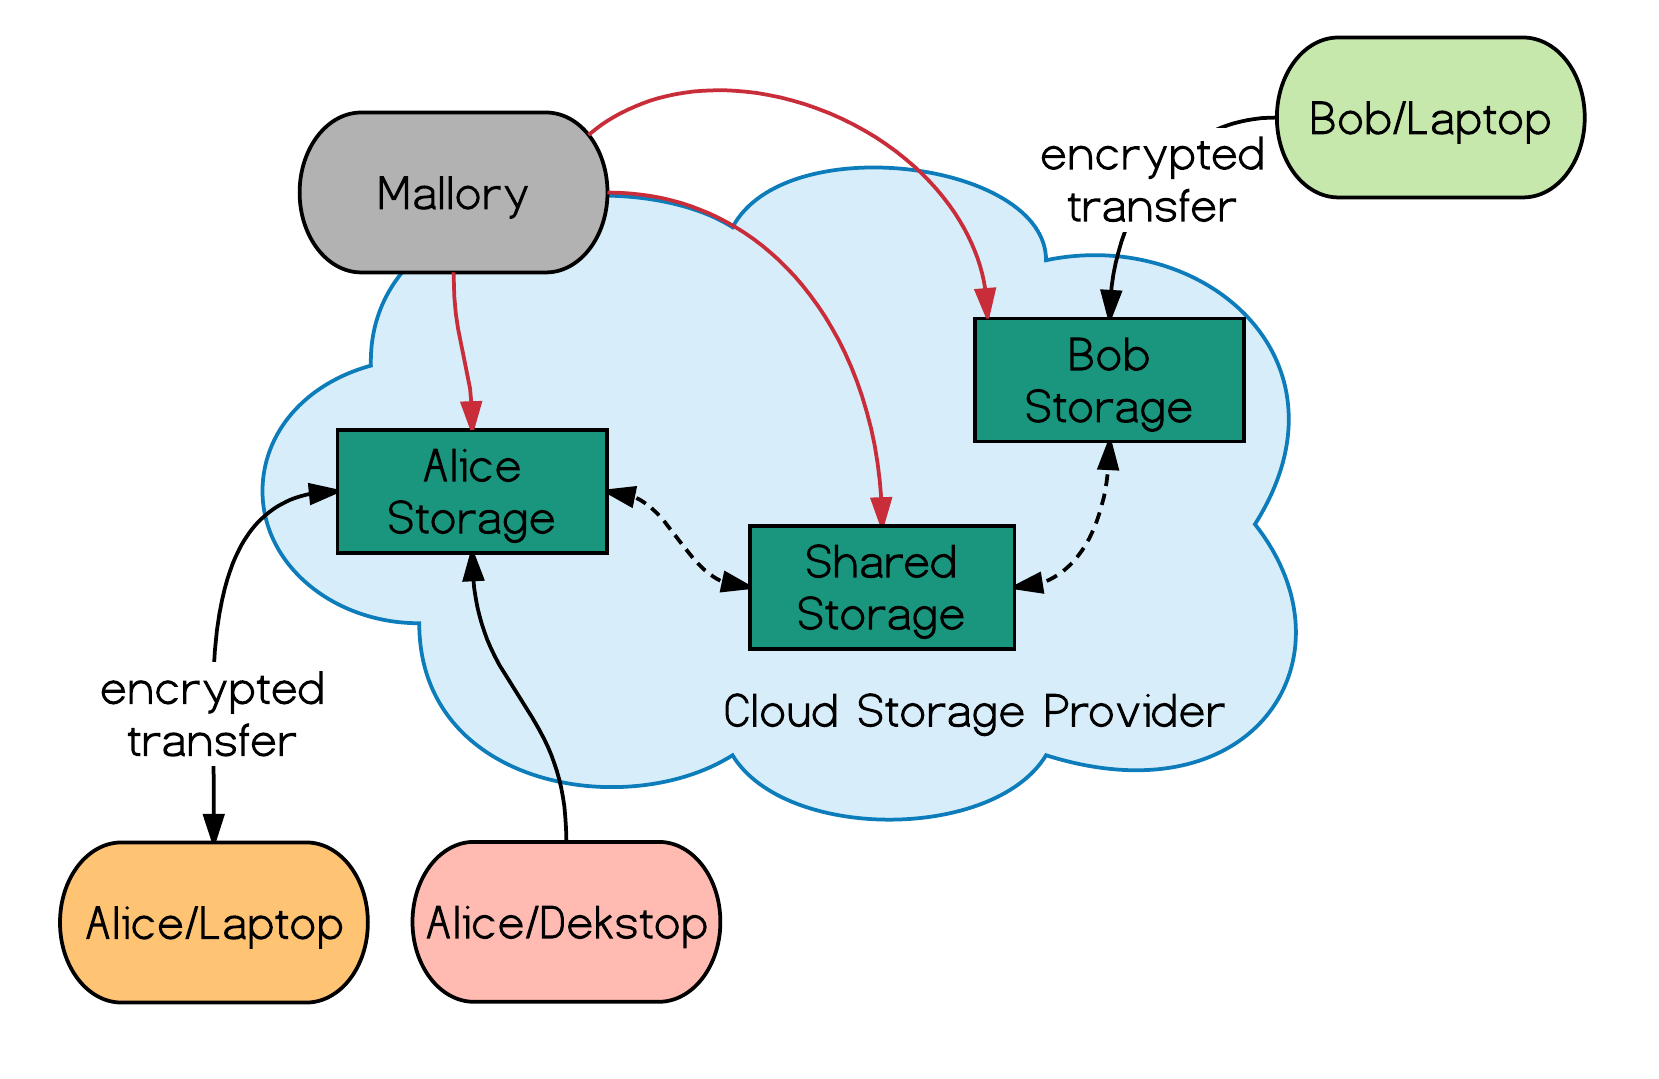 Bob/Laptop
encrypted
transfer
Mallory
Bob
Storage
Alice
Storage
Shared
Storage
Cloud Storage Provider
encrypted
transfer
Alice/Laptop
Alice/Dekstop